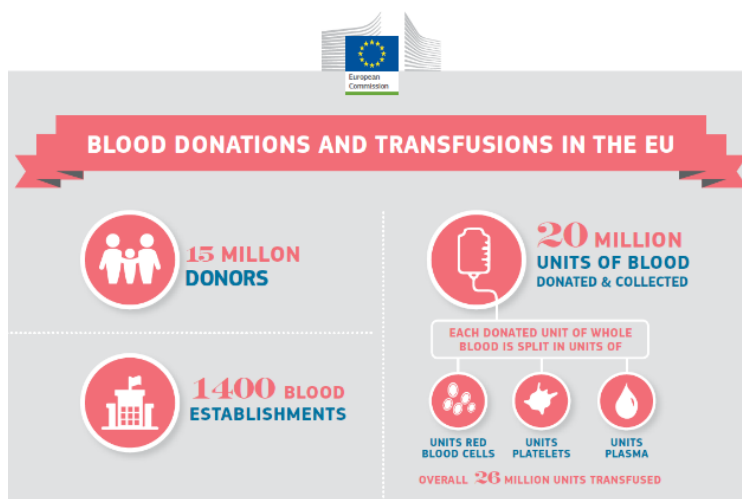 European
Commission
BLOOD DONATIONS AND TRANSFUSIONS IN THE EU
15 MILLON
DONORS
1400 BLOOD
ESTABLISHMENTS
20 MILLION
UNITS OF BLOOD
DONATED & COLLECTED
EACH DONATED UNIT OF WHOLE
BLOOD IS SPLIT IN UNITS OF
UNITS RED
BLOOD CELLS
UNITS
PLATELETS
UNITS
PLASMA
OVERALL 26 MILLION UNITS TRANSFUSED